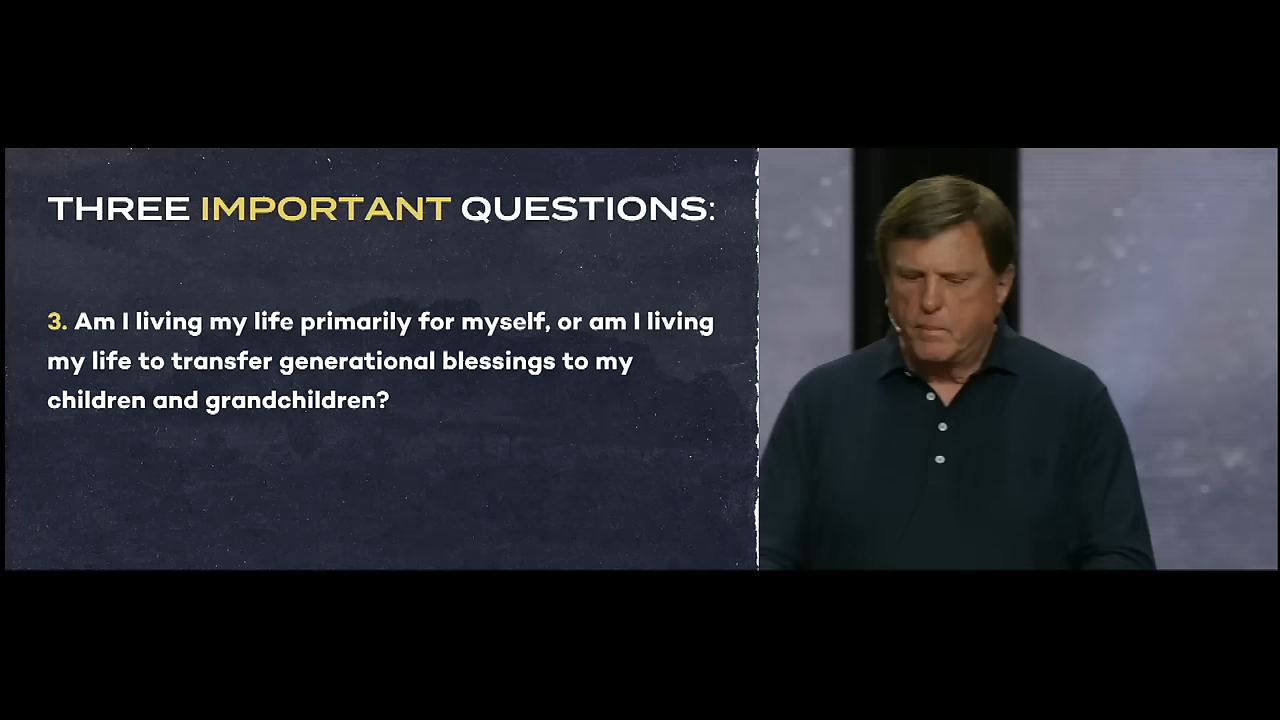 THREE IMPORTANT QUESTIONS:
3. Am I living my life primarily for myself, or am I living
my life to transfer generational blessings to my
children and grandchildren?